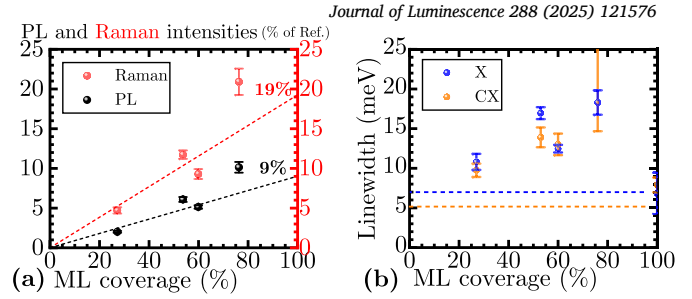 Journal of Luminescence 288 (2025) 121576
PL and Raman intensities (% of Ref.)
25 25 25
20 20 20
15 15 15
10 10 10
5 5 5
0 0 0
Raman
PL
19%
9%
0 20 40 60 80 100
(a) ML coverage (%)
Linewidth (meV)
X
CX
0 20 40 60 80 100
(b) ML coverage (%)